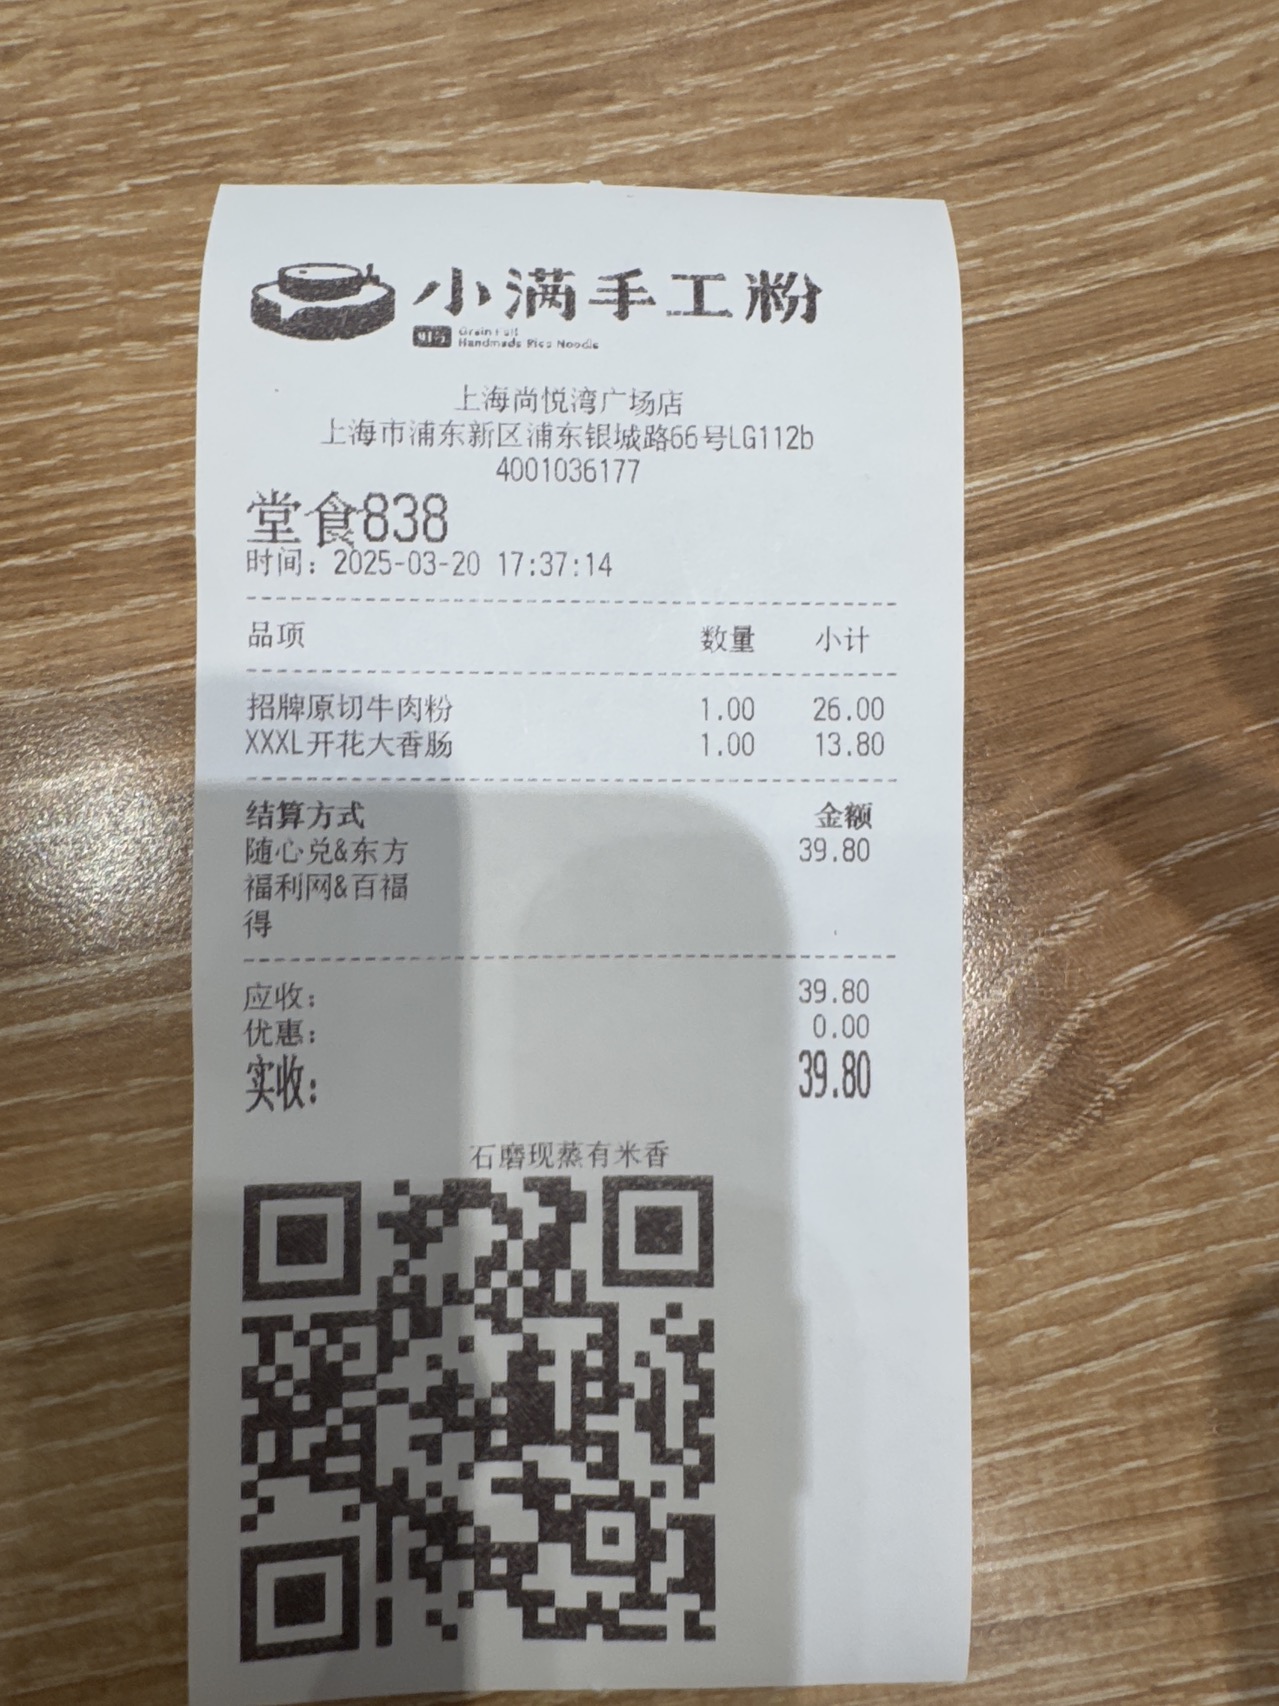 小满手工粉
Grain Full
Handmade Rice Noodle
上海尚悦湾广场店
上海市浦东新区浦东银城路66号LG112b
4001036177
堂食838
时间：2025-03-20 17:37:14
品项 数量 小计
招牌原切牛肉粉 1.00 26.00
XXXL开花大香肠 1.00 13.80
结算方式 金额
随心兑&东方 39.80
福利网&百福
得
应收： 39.80
优惠： 0.00
实收： 39.80
石磨现蒸有米香